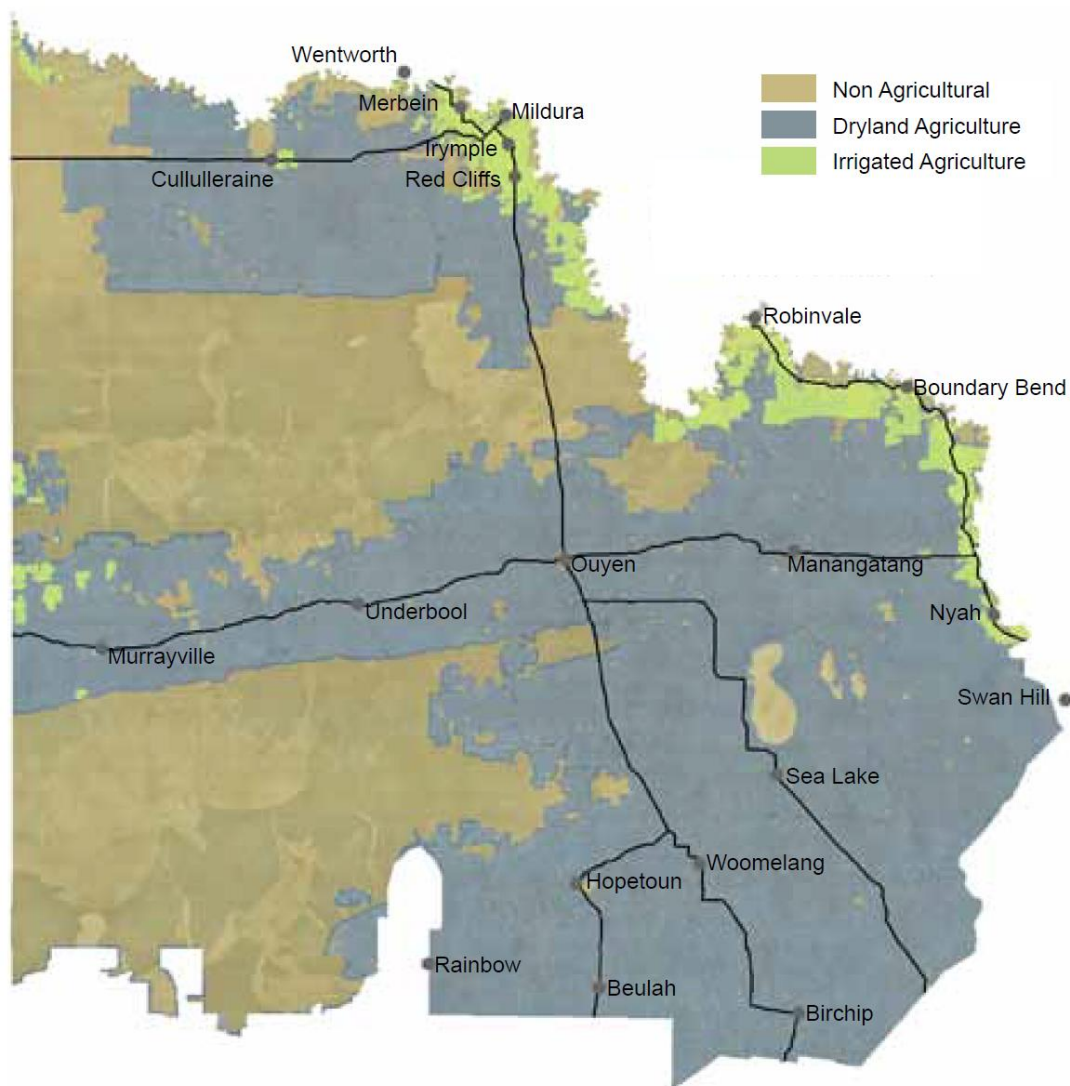 Wentworth
Non Agricultural
Merbein
Mildura
Dryland Agriculture
Irymple
Irrigated Agriculture
Cullulleraine
Red Cliffs
Robinvale
Boundary Bend
Ouyen
Manangatang
Underbool
Nyah
Murrayville
Swan Hill
Sea Lake
Woomelang
Hopetoun
Rainbow
Beulah
Birchip